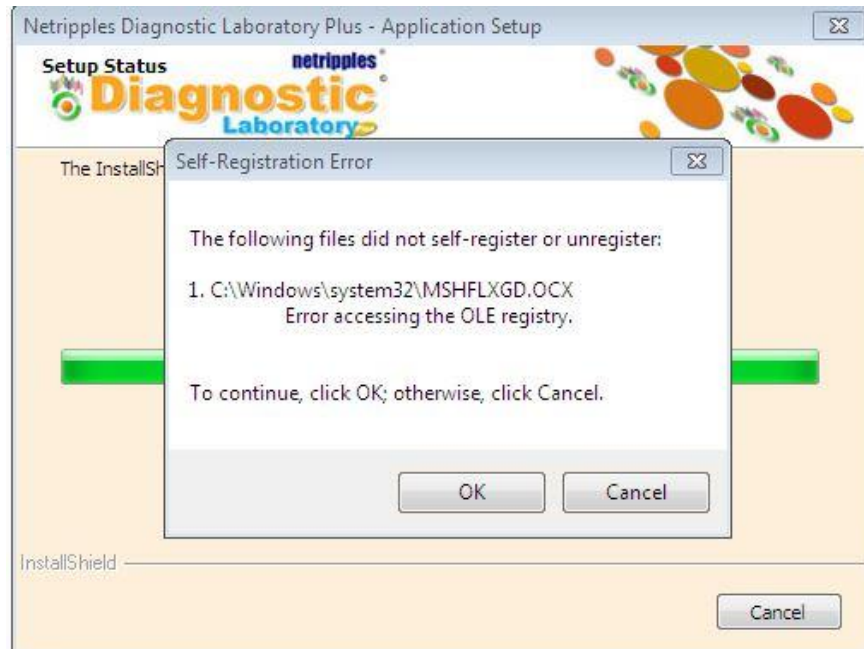 Netripples Diagnostic Laboratory Plus - Application Setup
Setup Status
netripples
Diagnostic
Laboratory
The InstallSh
Self-Registration Error
The following files did not self-register or unregister:
1. C:\Windows\system32\MSHFLXGD.OCX
Error accessing the OLE registry.
To continue, click OK; otherwise, click Cancel.
OK
Cancel
InstallShield
Cancel